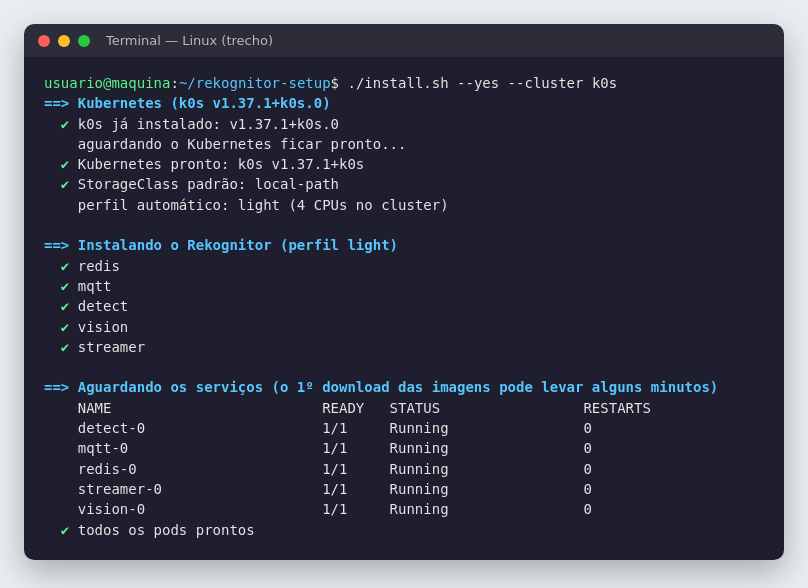 Terminal — Linux (trecho)
usuario@maquina:~/rekognitor-setup$ ./install.sh --yes --cluster k0s
==> Kubernetes (k0s v1.37.1+k0s.0)
✔ k0s já instalado: v1.37.1+k0s.0
aguardando o Kubernetes ficar pronto...
✔ Kubernetes pronto: k0s v1.37.1+k0s
✔ StorageClass padrão: local-path
perfil automático: light (4 CPUs no cluster)
==> Instalando o Rekognitor (perfil light)
✔ redis
✔ mqtt
✔ detect
✔ vision
✔ streamer
==> Aguardando os serviços (o 1º download das imagens pode levar alguns minutos)
NAME READY STATUS RESTARTS
detect-0 1/1 Running 0
mqtt-0 1/1 Running 0
redis-0 1/1 Running 0
streamer-0 1/1 Running 0
vision-0 1/1 Running 0
✔ todos os pods prontos